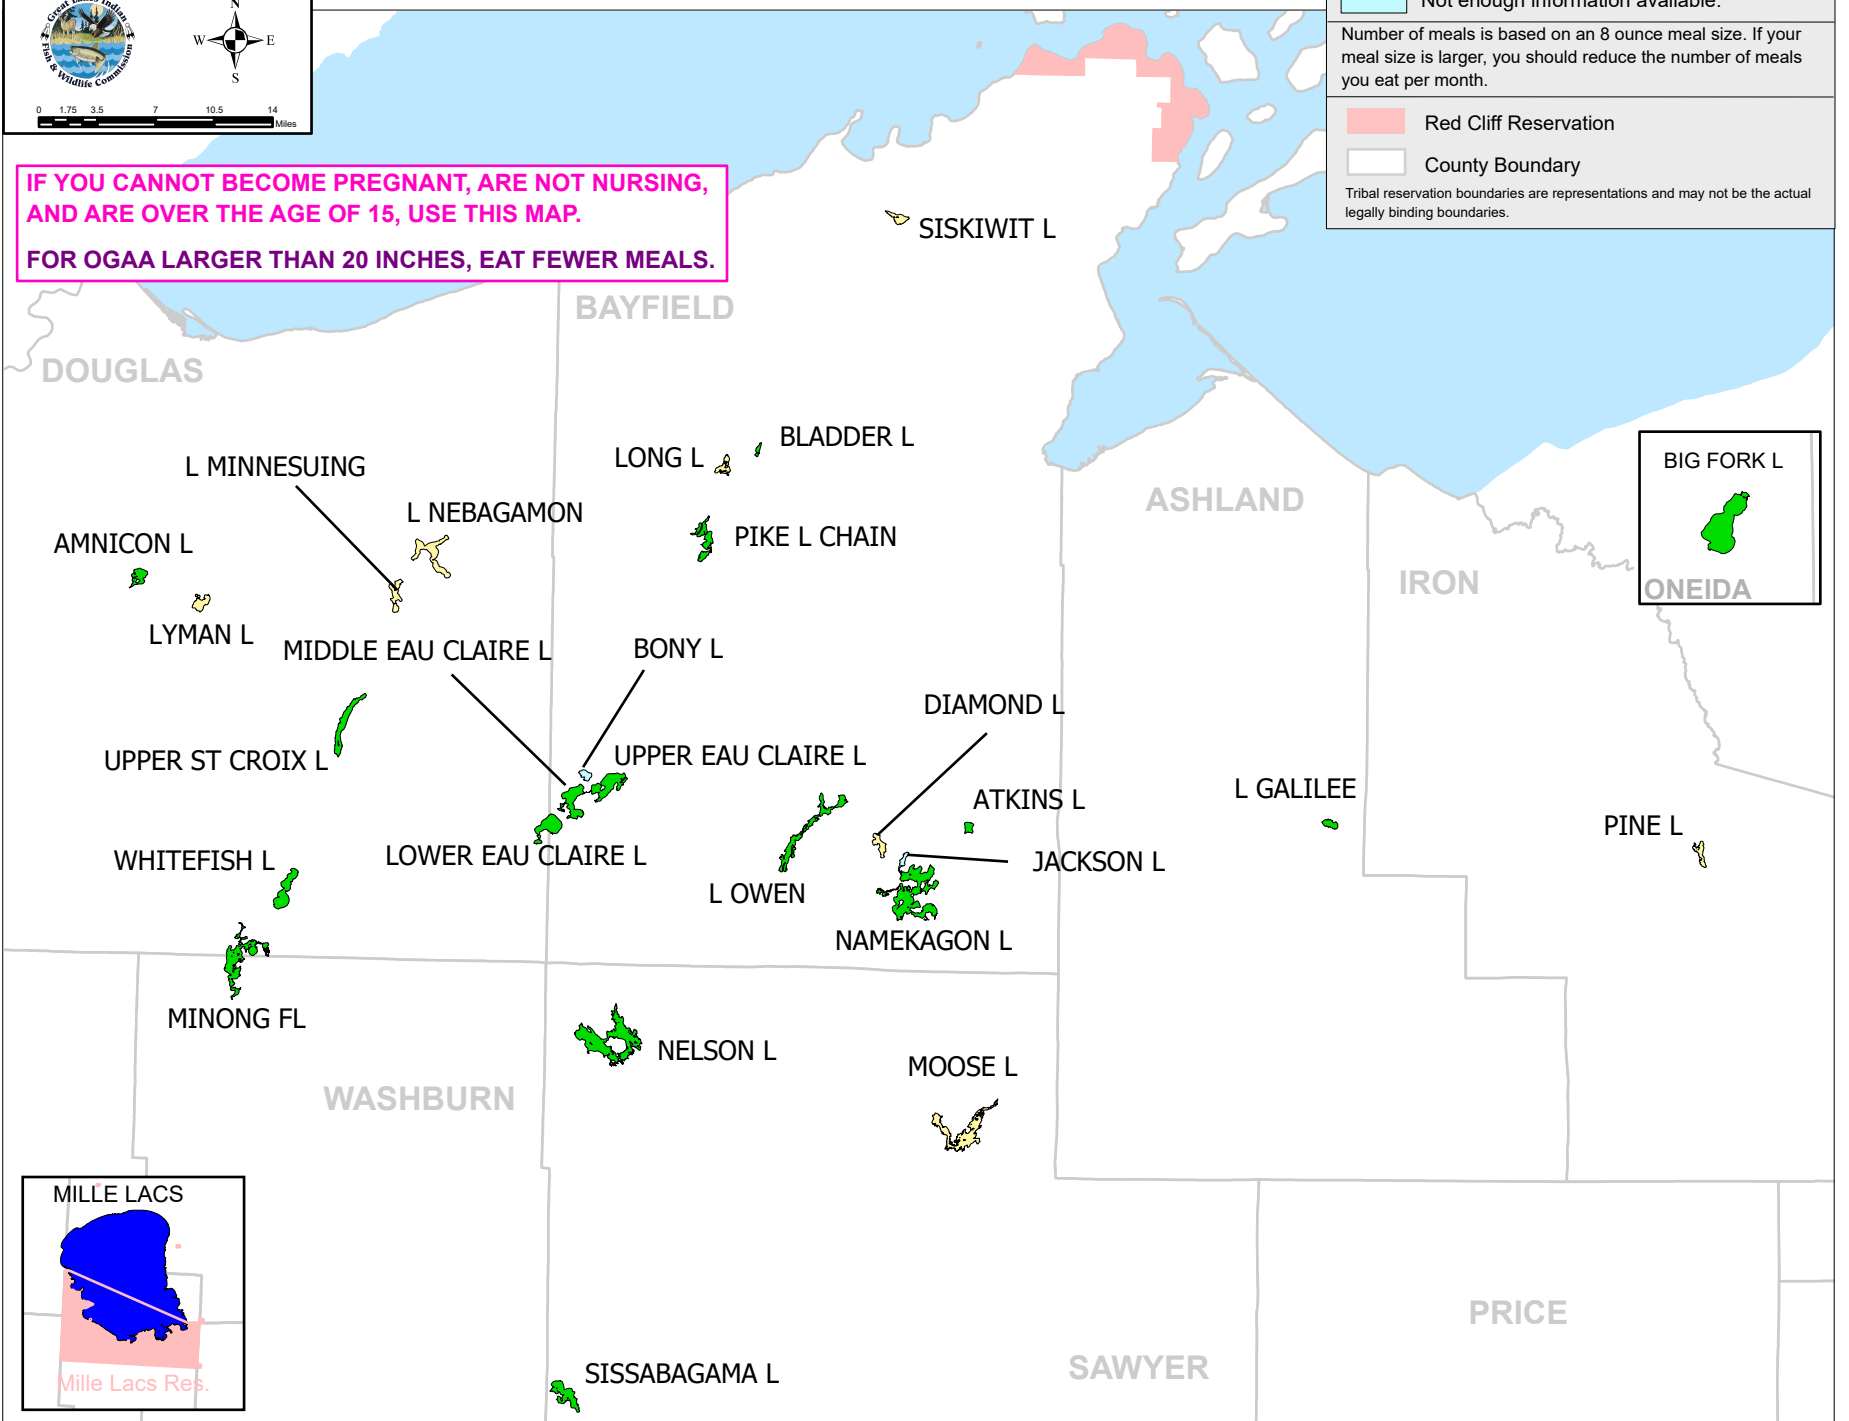 Great Lakes Indian
Fish & Wildlife Commission
N
W E
S
0 1.75 3.5 7 10.5 14
Miles
Not enough information available.
Number of meals is based on an 8 ounce meal size. If your
meal size is larger, you should reduce the number of meals
you eat per month.
Red Cliff Reservation
County Boundary
Tribal reservation boundaries are representations and may not be the actual
legally binding boundaries.
IF YOU CANNOT BECOME PREGNANT, ARE NOT NURSING,
AND ARE OVER THE AGE OF 15, USE THIS MAP.
FOR OGAA LARGER THAN 20 INCHES, EAT FEWER MEALS.
SISKIWIT L
BAYFIELD
DOUGLAS
BLADDER L
LONG L
L MINNESUING
BIG FORK L
ASHLAND
L NEBAGAMON
PIKE L CHAIN
AMNICON L
IRON
ONEIDA
LYMAN L
MIDDLE EAU CLAIRE L
BONY L
DIAMOND L
UPPER ST CROIX L
UPPER EAU CLAIRE L
ATKINS L
L GALILEE
PINE L
WHITEFISH L
LOWER EAU CLAIRE L
JACKSON L
L OWEN
NAMEKAGON L
MINONG FL
NELSON L
MOOSE L
WASHBURN
MILLE LACS
PRICE
SAWYER
SISSABAGAMA L
Mille Lacs Res.